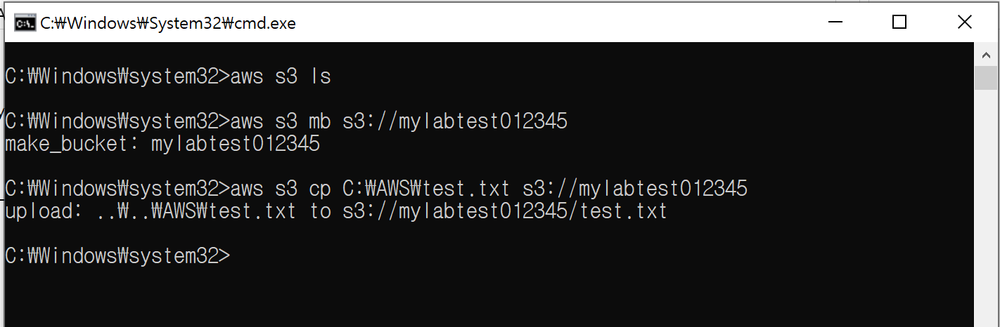 C:₩Windows₩System32₩cmd.exe
C:₩Windows₩system32>aws s3 ls
C:₩Windows₩system32>aws s3 mb s3://mylabtest012345
make_bucket: mylabtest012345
C:₩Windows₩system32>aws s3 cp C:₩AWS₩test.txt s3://mylabtest012345
upload: ..₩..₩AWS₩test.txt to s3://mylabtest012345/test.txt
C:₩Windows₩system32>